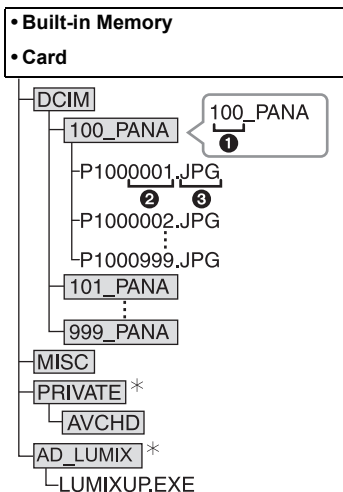 • Built-in Memory
• Card
DCIM
100_PANA
100_PANA
❶
P1000001.JPG
❷ ❸
P1000002.JPG
P1000999.JPG
101_PANA
999_PANA
MISC
PRIVATE *
AVCHD
AD_LUMIX *
LUMIXUP.EXE